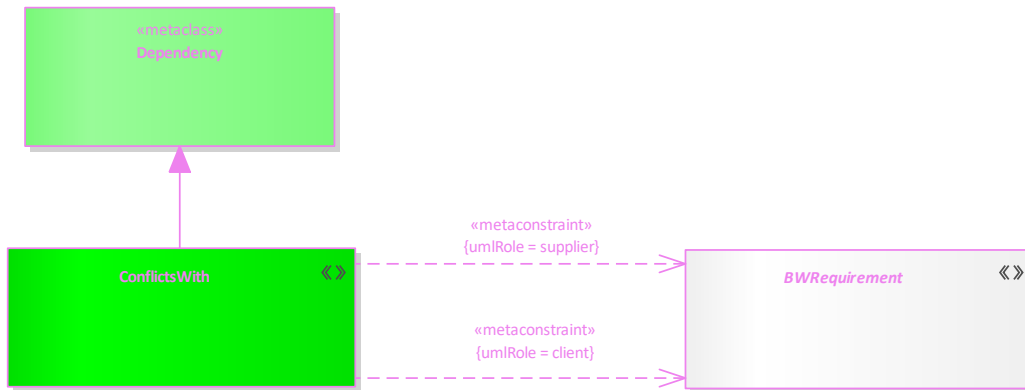 «metaclass»
Dependency
«metaconstraint»
{umlRole = supplier}
ConflictsWith
«»
BWRequirement
«»
«metaconstraint»
{umlRole = client}